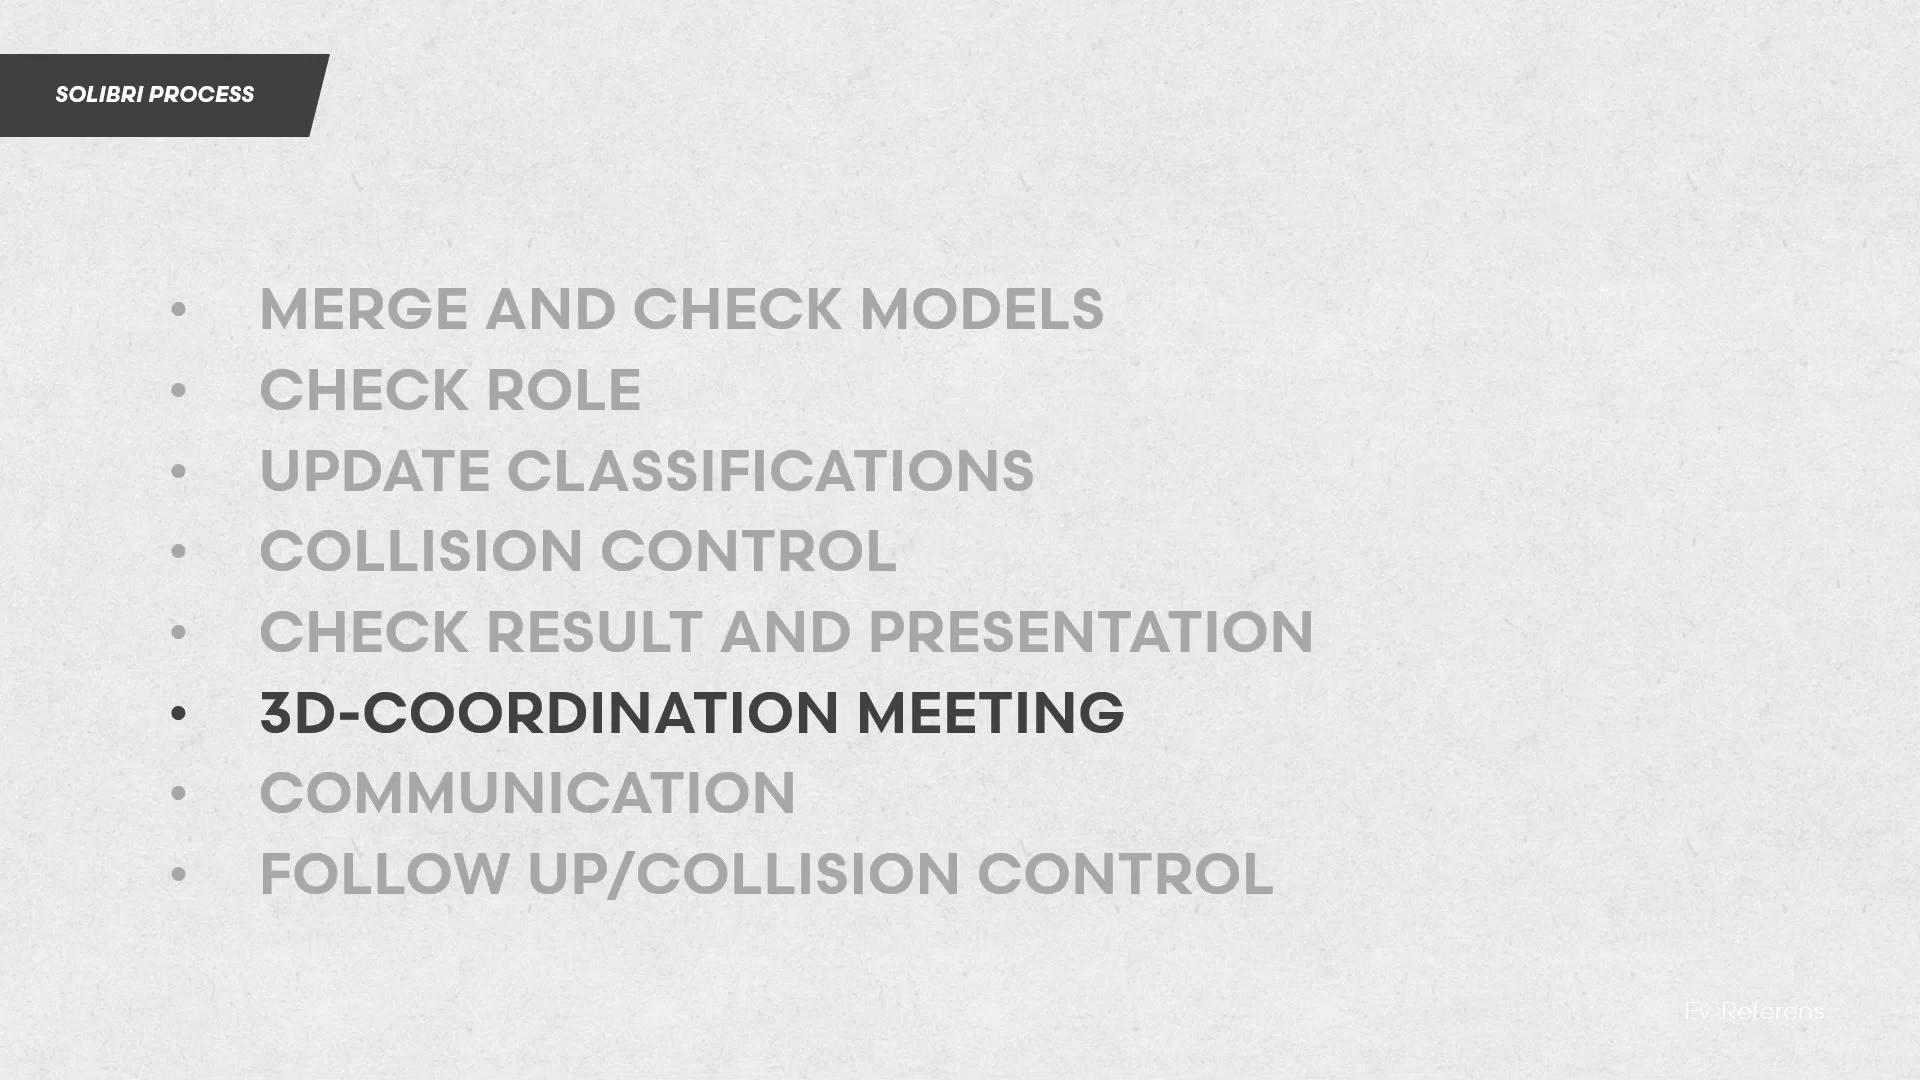 SOLIBRI PROCESS
• MERGE AND CHECK MODELS
• CHECK ROLE
• UPDATE CLASSIFICATIONS
• COLLISION CONTROL
• CHECK RESULT AND PRESENTATION
• 3D-COORDINATION MEETING
• COMMUNICATION
• FOLLOW UP/COLLISION CONTROL
Ev. Referens